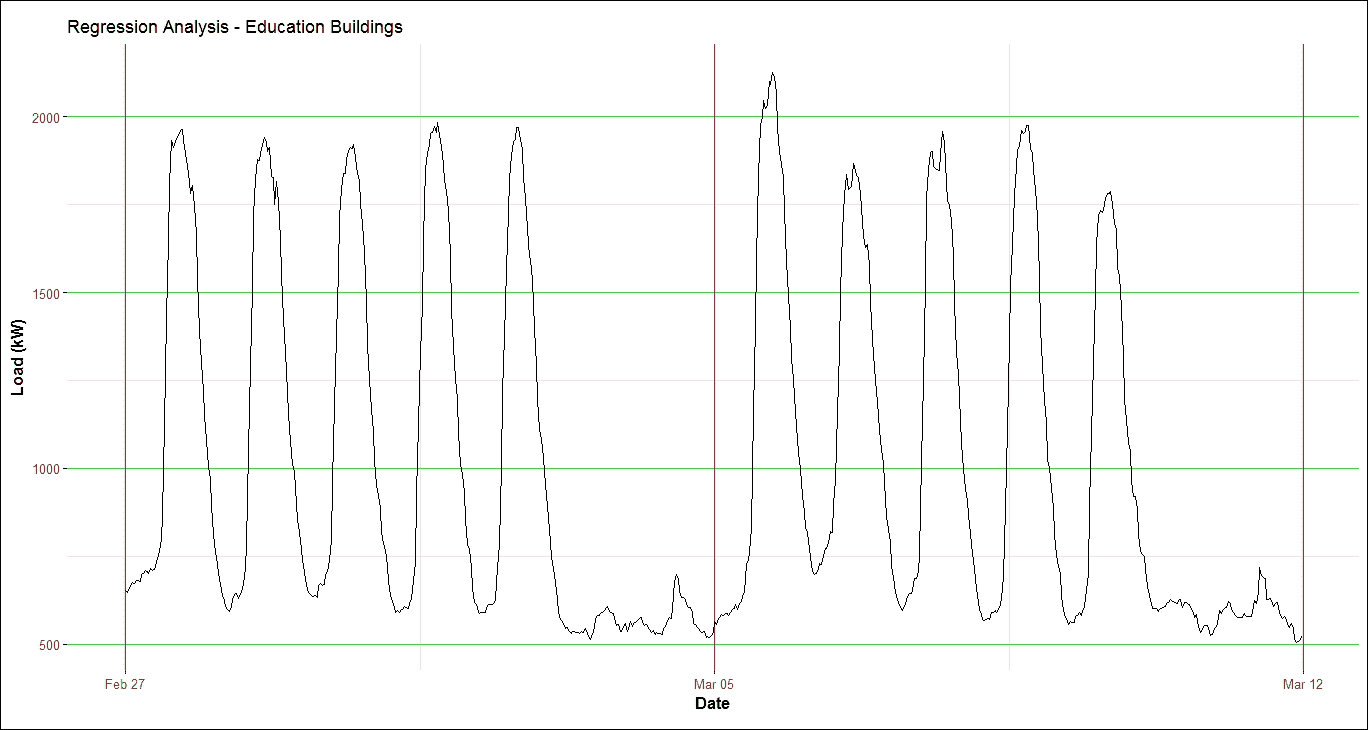 Regression Analysis - Education Buildings
2000
1500
1000
500
Load (kW)
Feb 27
Mar 05
Mar 12
Date